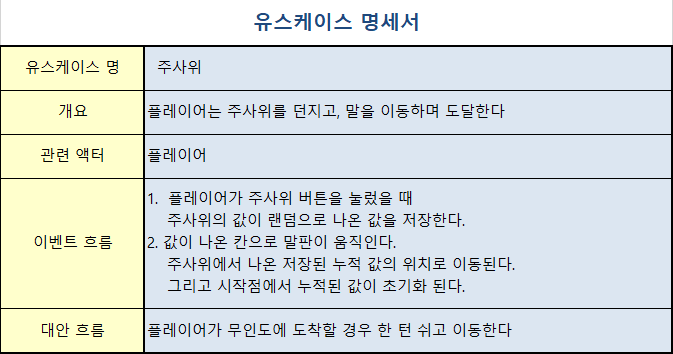 유스케이스 명세서
유스케이스 명
주사위
개요
플레이어는 주사위를 던지고, 말을 이동하며 도달한다
관련 액터
플레이어
이벤트 흐름
1. 플레이어가 주사위 버튼을 눌렀을 때
주사위의 값이 랜덤으로 나온 값을 저장한다.
2. 값이 나온 칸으로 말판이 움직인다.
주사위에서 나온 저장된 누적 값의 위치로 이동된다.
그리고 시작점에서 누적된 값이 초기화 된다.
대안 흐름
플레이어가 무인도에 도착할 경우 한 턴 쉬고 이동한다